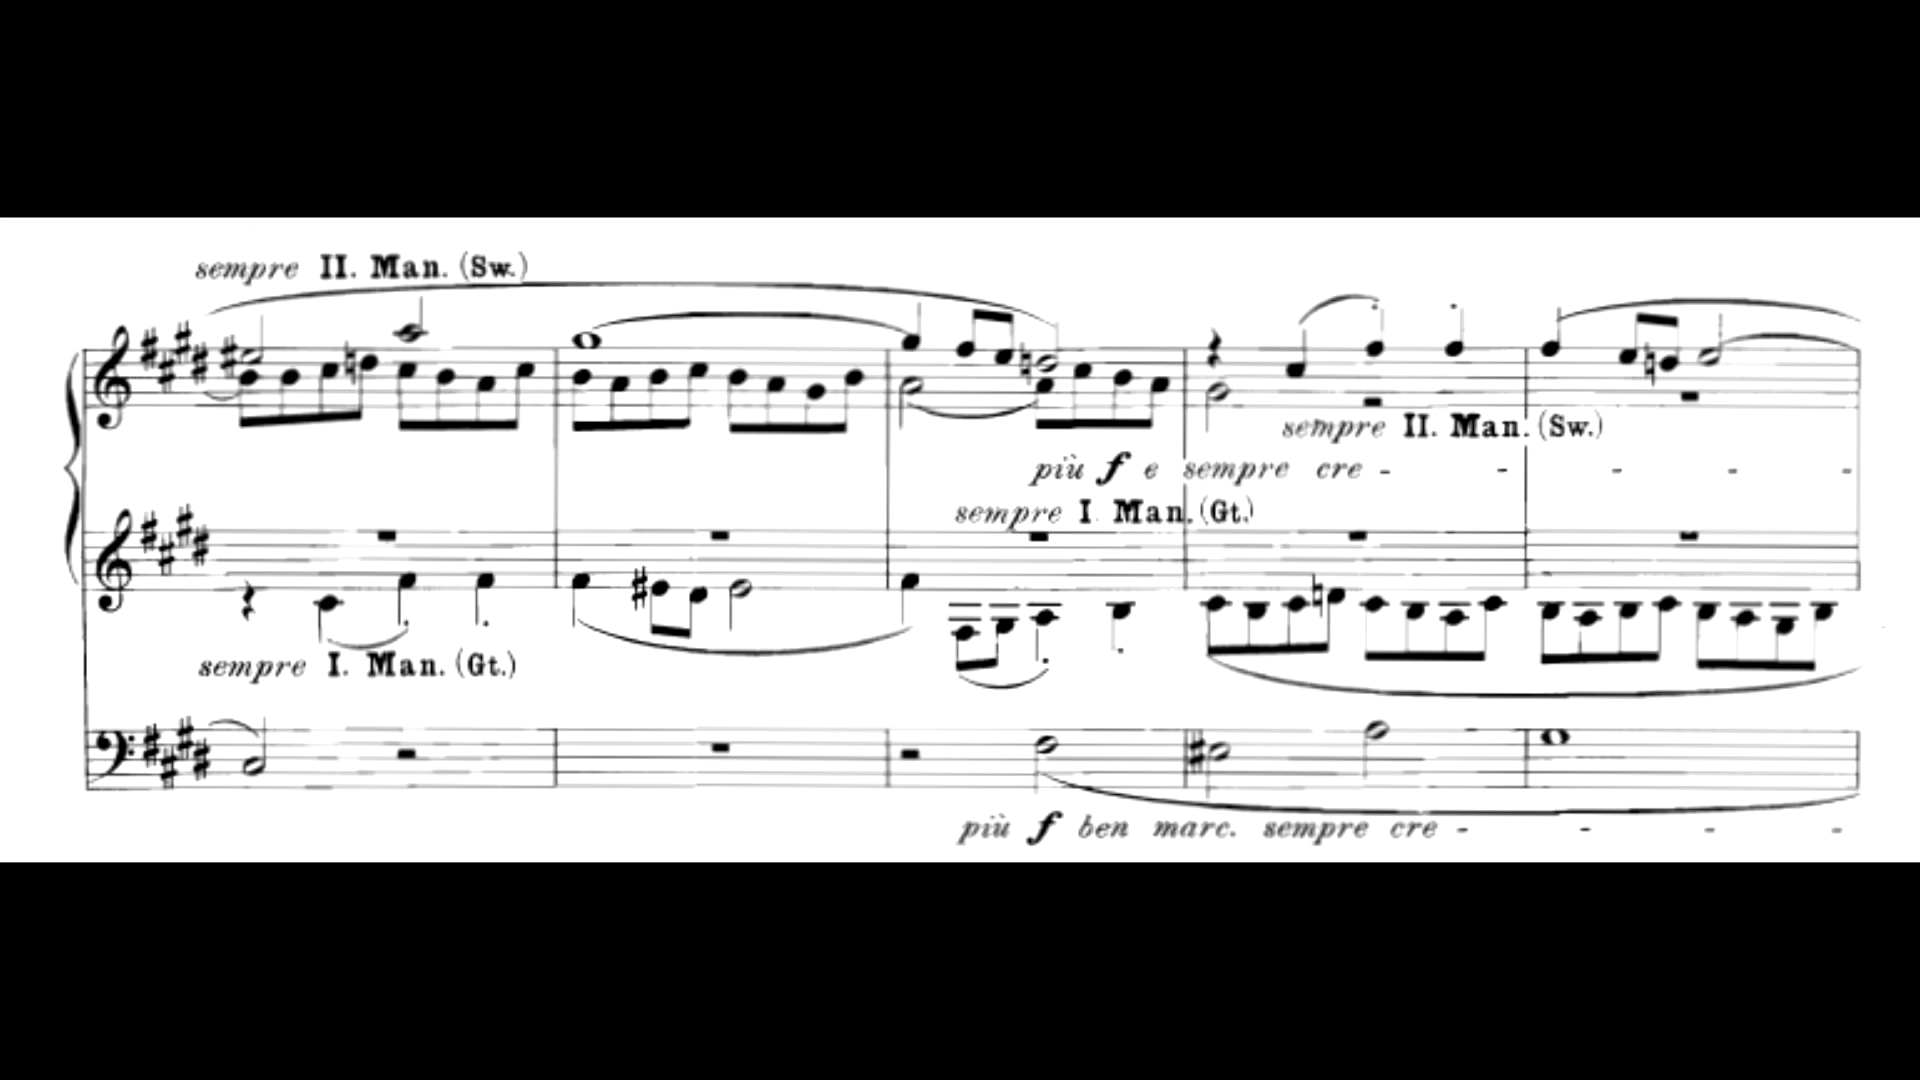 sempre II. Man. (Sw.)
sempre II. Man. (Sw.)
più f e sempre cre - - - - -
sempre I. Man. (Gt.)
sempre I. Man. (Gt.)
più f ben marc. sempre cre - - - -